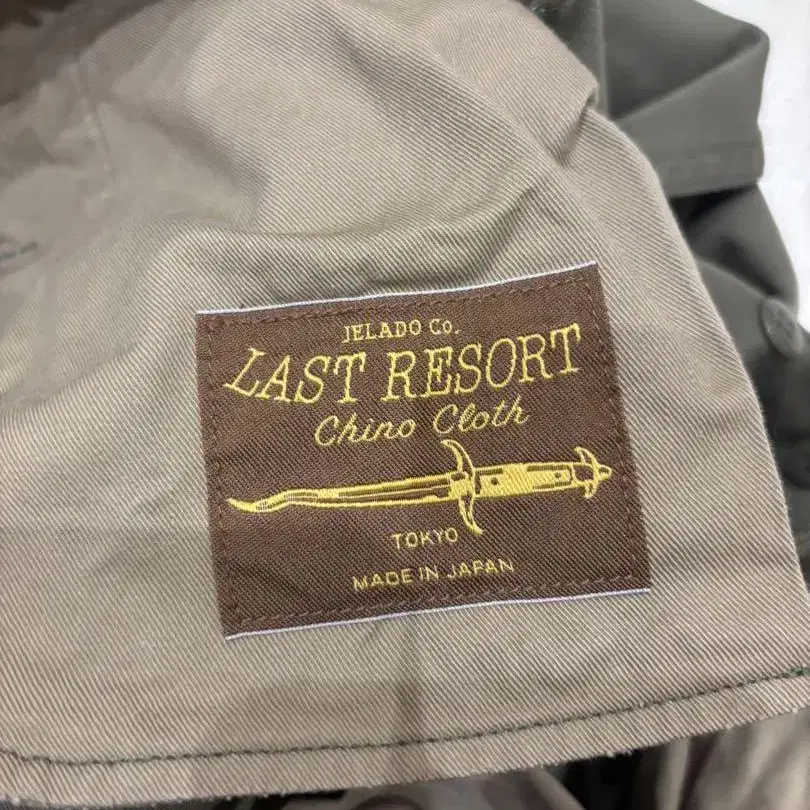 JELADO Co.
LAST RESORT
Chino Cloth
TOKYO
MADE IN JAPAN